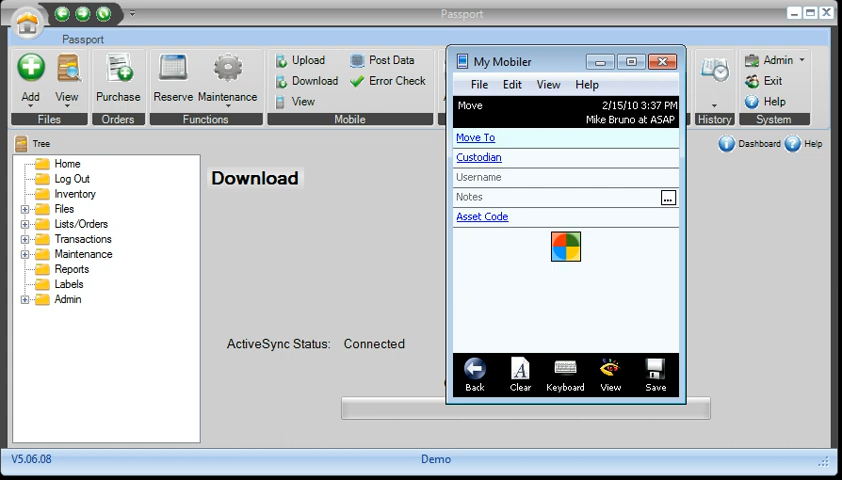 Passport
Passport
Upload
Download
View
Post Data
Error Check
Add
View
Purchase
Reserve
Maintenance
Admin
Exit
Help
Files
Orders
Functions
Mobile
History
System
Tree
Dashboard
Help
Home
Log Out
Inventory
Files
Lists/Orders
Transactions
Maintenance
Reports
Labels
Admin
Download
ActiveSync Status: Connected
My Mobiler
File Edit View Help
Move 2/15/10 3:37 PM
Mike Bruno at ASAP
Move To
Custodian
Username
Notes ...
Asset Code
Back Clear Keyboard View Save
V5.06.08
Demo